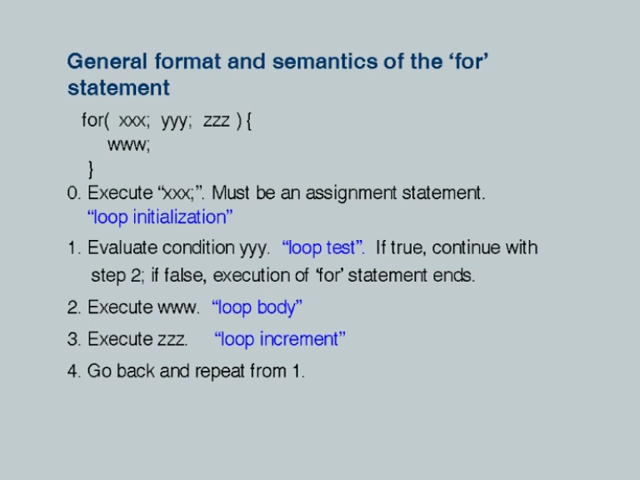 General format and semantics of the ‘for’
statement
for( xxx; yyy; zzz ) {
www;
}
0. Execute “xxx;”. Must be an assignment statement.
“loop initialization”
1. Evaluate condition yyy. “loop test”. If true, continue with
step 2; if false, execution of ‘for’ statement ends.
2. Execute www. “loop body”
3. Execute zzz. “loop increment”
4. Go back and repeat from 1.